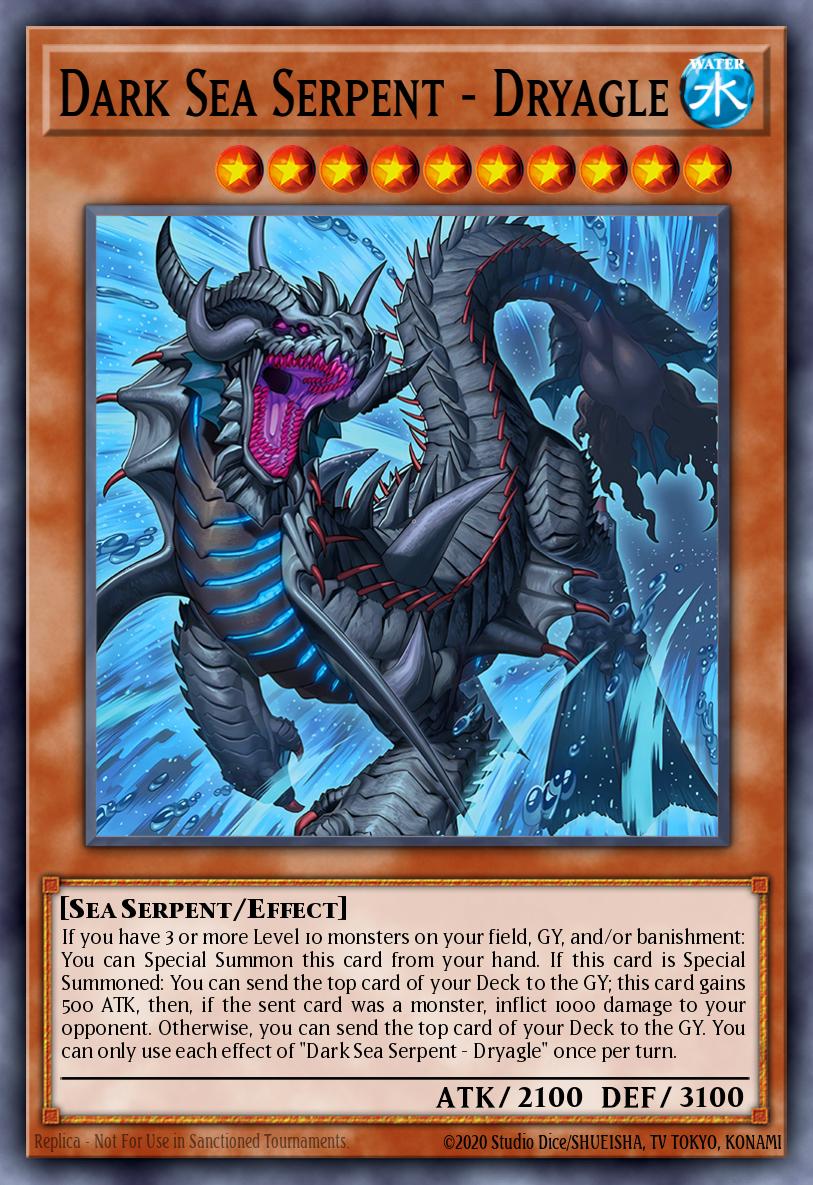 Dark Sea Serpent - Dryagle
WATER
水
[Sea Serpent/Effect]
If you have 3 or more Level 10 monsters on your field, GY, and/or banishment:
You can Special Summon this card from your hand. If this card is Special
Summoned: You can send the top card of your Deck to the GY; this card gains
500 ATK, then, if the sent card was a monster, inflict 1000 damage to your
opponent. Otherwise, you can send the top card of your Deck to the GY. You
can only use each effect of "Dark Sea Serpent - Dryagle" once per turn.
ATK/ 2100 DEF/ 3100
Replica - Not For Use in Sanctioned Tournaments.
©2020 Studio Dice/SHUEISHA, TV TOKYO, KONAMI